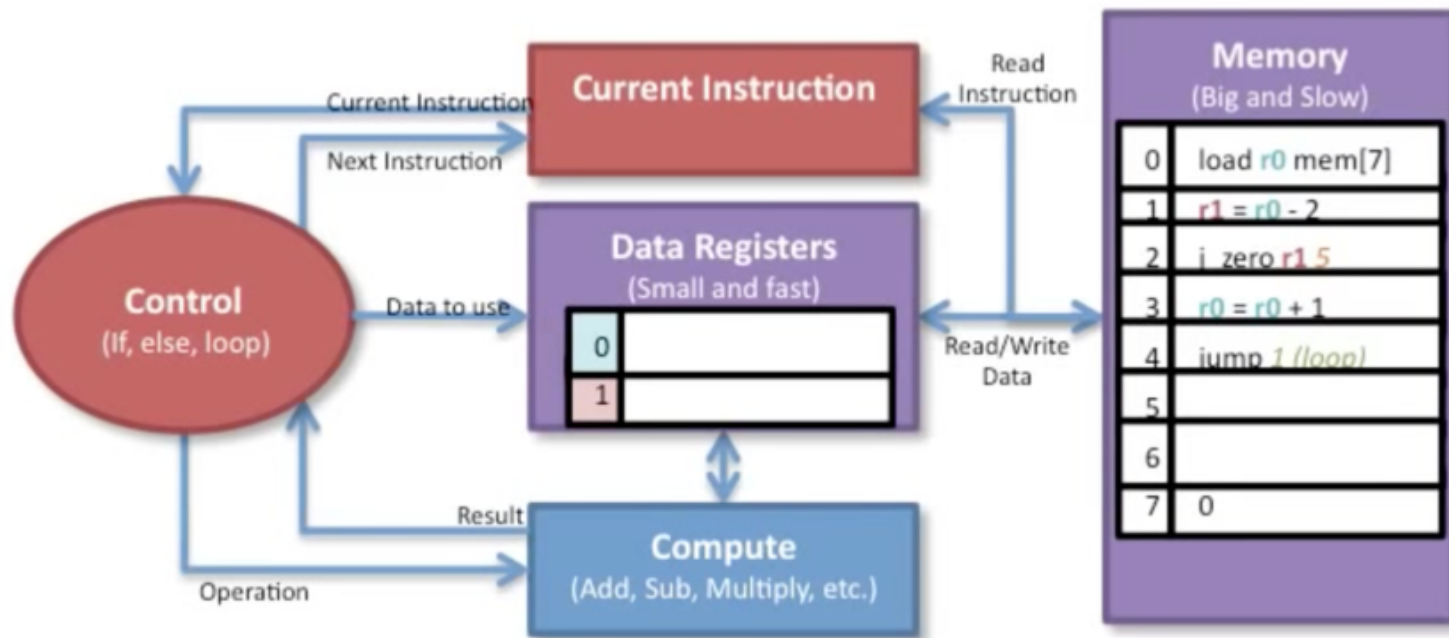 Current Instruction
Current Instruction
Next Instruction
Read
Instruction
Control
(If, else, loop)
Data to use
Data Registers
(Small and fast)
0
1
Read/Write
Data
Result
Operation
Compute
(Add, Sub, Multiply, etc.)
Memory
(Big and Slow)
0 load r0 mem[7]
1 r1 = r0 - 2
2 j_zero r1 5
3 r0 = r0 + 1
4 jump 1 (loop)
5
6
7 0